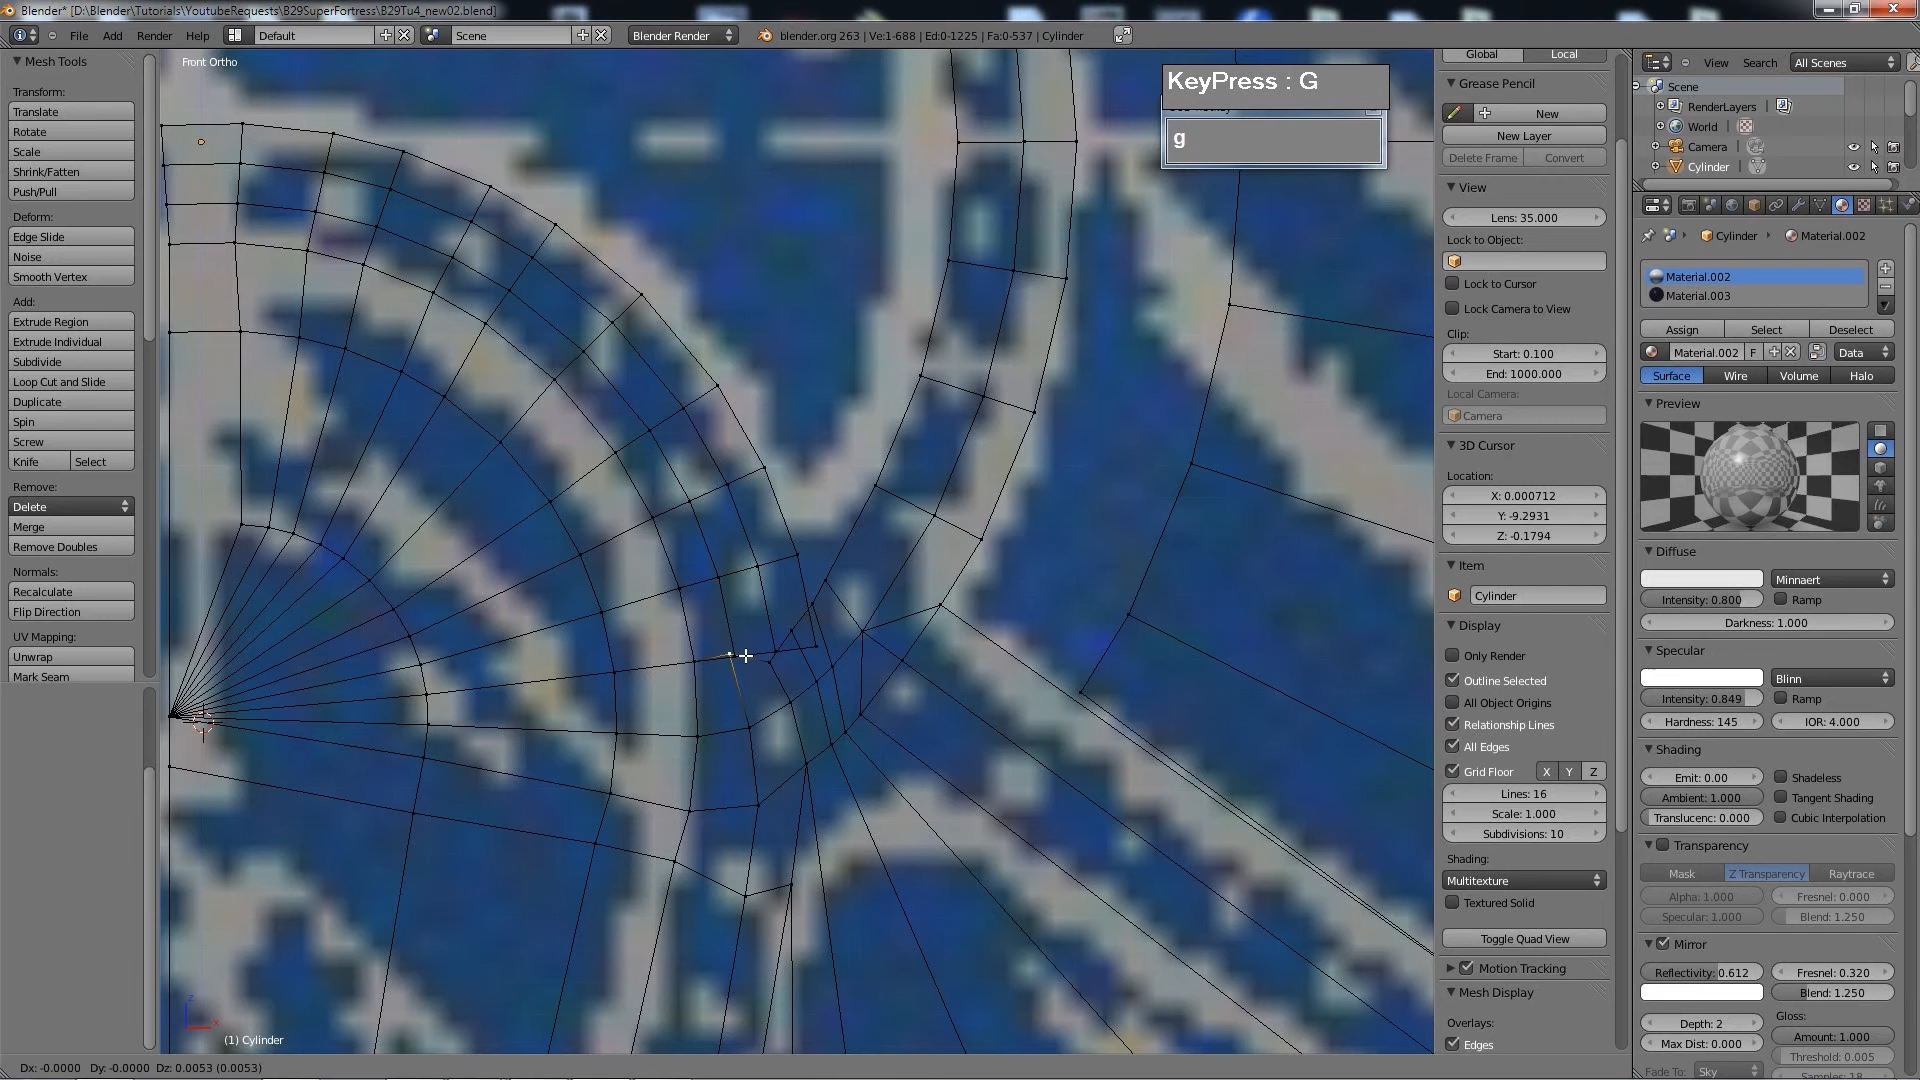 Blender* [D:\Blender\Tutorials\YoutubeRequests\B29SuperFortress\B29Tu4_new02.blend]
File Add Render Help Default Scene Blender Render blender.org 263 | Ve:1-688 | Ed:0-1225 | Fa:0-537 | Cylinder
Mesh Tools
Transform:
Translate
Rotate
Scale
Shrink/Fatten
Push/Pull
Deform:
Edge Slide
Noise
Smooth Vertex
Add:
Extrude Region
Extrude Individual
Subdivide
Loop Cut and Slide
Duplicate
Spin
Screw
Knife Select
Remove:
Delete
Merge
Remove Doubles
Normals:
Recalculate
Flip Direction
UV Mapping:
Unwrap
Mark Seam
Front Ortho
KeyPress : G
g
z
x
(1) Cylinder
Dx: -0.0000 Dy: -0.0000 Dz: 0.0053 (0.0053)
Global Local
Grease Pencil
New
New Layer
Delete Frame Convert
View
Lens: 35.000
Lock to Object:
Lock to Cursor
Lock Camera to View
Clip:
Start: 0.100
End: 1000.000
Local Camera:
Camera
3D Cursor
Location:
X: 0.000712
Y: -9.2931
Z: -0.1794
Item
Cylinder
Display
Only Render
Outline Selected
All Object Origins
Relationship Lines
All Edges
Grid Floor X Y Z
Lines: 16
Scale: 1.000
Subdivisions: 10
Shading:
Multitexture
Textured Solid
Toggle Quad View
Motion Tracking
Mesh Display
Overlays:
Edges
View Search All Scenes
Scene
RenderLayers
World
Camera
Cylinder
Cylinder Material.002
Material.002
Material.003
Assign Select Deselect
Material.002 F Data
Surface Wire Volume Halo
Preview
Diffuse
Minnaert
Intensity: 0.800 Ramp
Darkness: 1.000
Specular
Blinn
Intensity: 0.849 Ramp
Hardness: 145 IOR: 4.000
Shading
Emit: 0.00 Shadeless
Ambient: 1.000 Tangent Shading
Translucenc: 0.000 Cubic Interpolation
Transparency
Mask Z Transparency Raytrace
Alpha: 1.000 Fresnel: 0.000
Specular: 1.000 Blend: 1.250
Mirror
Reflectivity: 0.612 Fresnel: 0.320
Blend: 1.250
Gloss:
Depth: 2 Amount: 1.000
Max Dist: 0.000 Threshold: 0.005
Fade To: Sky Samples: 18